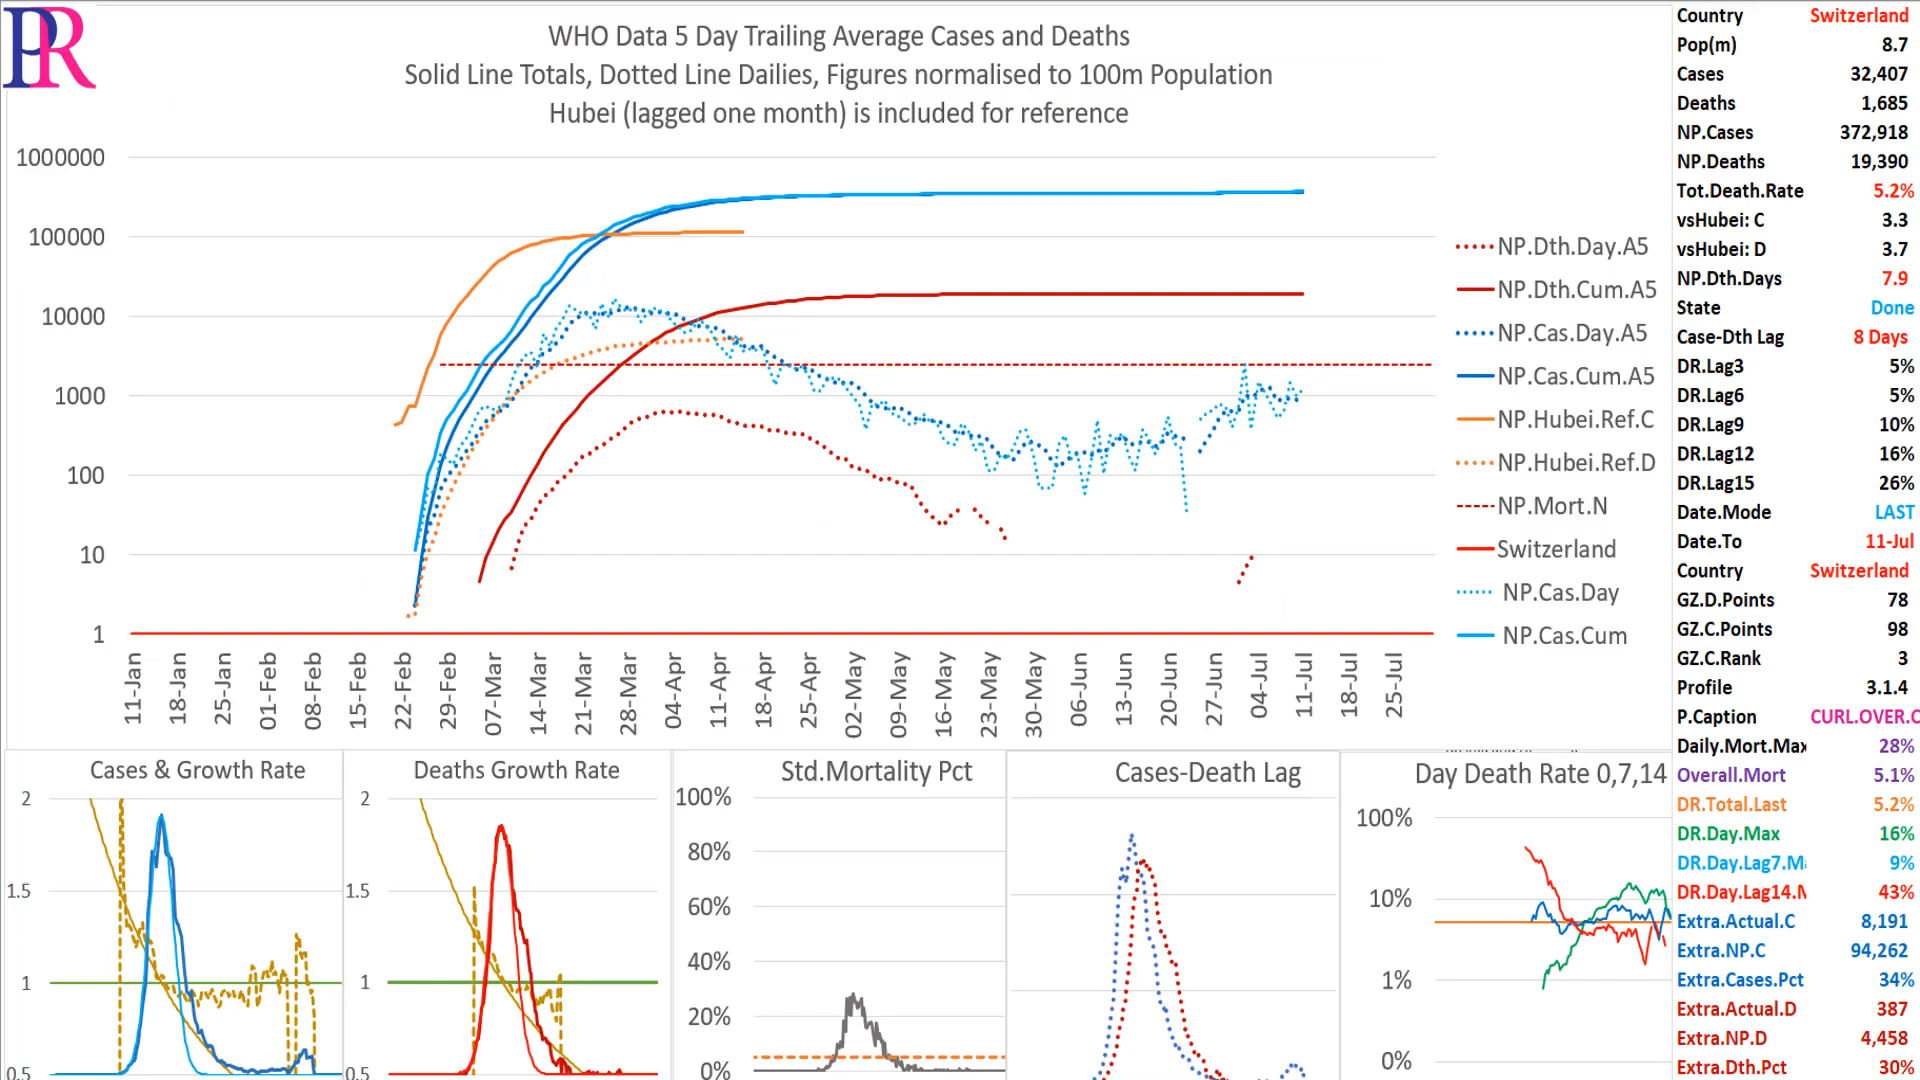 PR
WHO Data 5 Day Trailing Average Cases and Deaths
Solid Line Totals, Dotted Line Dailies, Figures normalised to 100m Population
Hubei (lagged one month) is included for reference
1000000
100000
10000
1000
100
10
1
11-Jan
18-Jan
25-Jan
01-Feb
08-Feb
15-Feb
22-Feb
29-Feb
07-Mar
14-Mar
21-Mar
28-Mar
04-Apr
11-Apr
18-Apr
25-Apr
02-May
09-May
16-May
23-May
30-May
06-Jun
13-Jun
20-Jun
27-Jun
04-Jul
11-Jul
18-Jul
25-Jul
NP.Dth.Day.A5
NP.Dth.Cum.A5
NP.Cas.Day.A5
NP.Cas.Cum.A5
NP.Hubei.Ref.C
NP.Hubei.Ref.D
NP.Mort.N
Switzerland
NP.Cas.Day
NP.Cas.Cum
Country Switzerland
Pop(m) 8.7
Cases 32,407
Deaths 1,685
NP.Cases 372,918
NP.Deaths 19,390
Tot.Death.Rate 5.2%
vsHubei: C 3.3
vsHubei: D 3.7
NP.Dth.Days 7.9
State Done
Case-Dth Lag 8 Days
DR.Lag3 5%
DR.Lag6 5%
DR.Lag9 10%
DR.Lag12 16%
DR.Lag15 26%
Date.Mode LAST
Date.To 11-Jul
Country Switzerland
GZ.D.Points 78
GZ.C.Points 98
GZ.C.Rank 3
Profile 3.1.4
P.Caption CURL.OVER.C
Daily.Mort.Max 28%
Overall.Mort 5.1%
DR.Total.Last 5.2%
DR.Day.Max 16%
DR.Day.Lag7.M 9%
DR.Day.Lag14.M 43%
Extra.Actual.C 8,191
Extra.NP.C 94,262
Extra.Cases.Pct 34%
Extra.Actual.D 387
Extra.NP.D 4,458
Extra.Dth.Pct 30%
Cases & Growth Rate
2
1.5
1
0.5
Deaths Growth Rate
2
1.5
1
0.5
Std.Mortality Pct
100%
80%
60%
40%
20%
0%
Cases-Death Lag
Day Death Rate 0,7,14
100%
10%
1%
0%